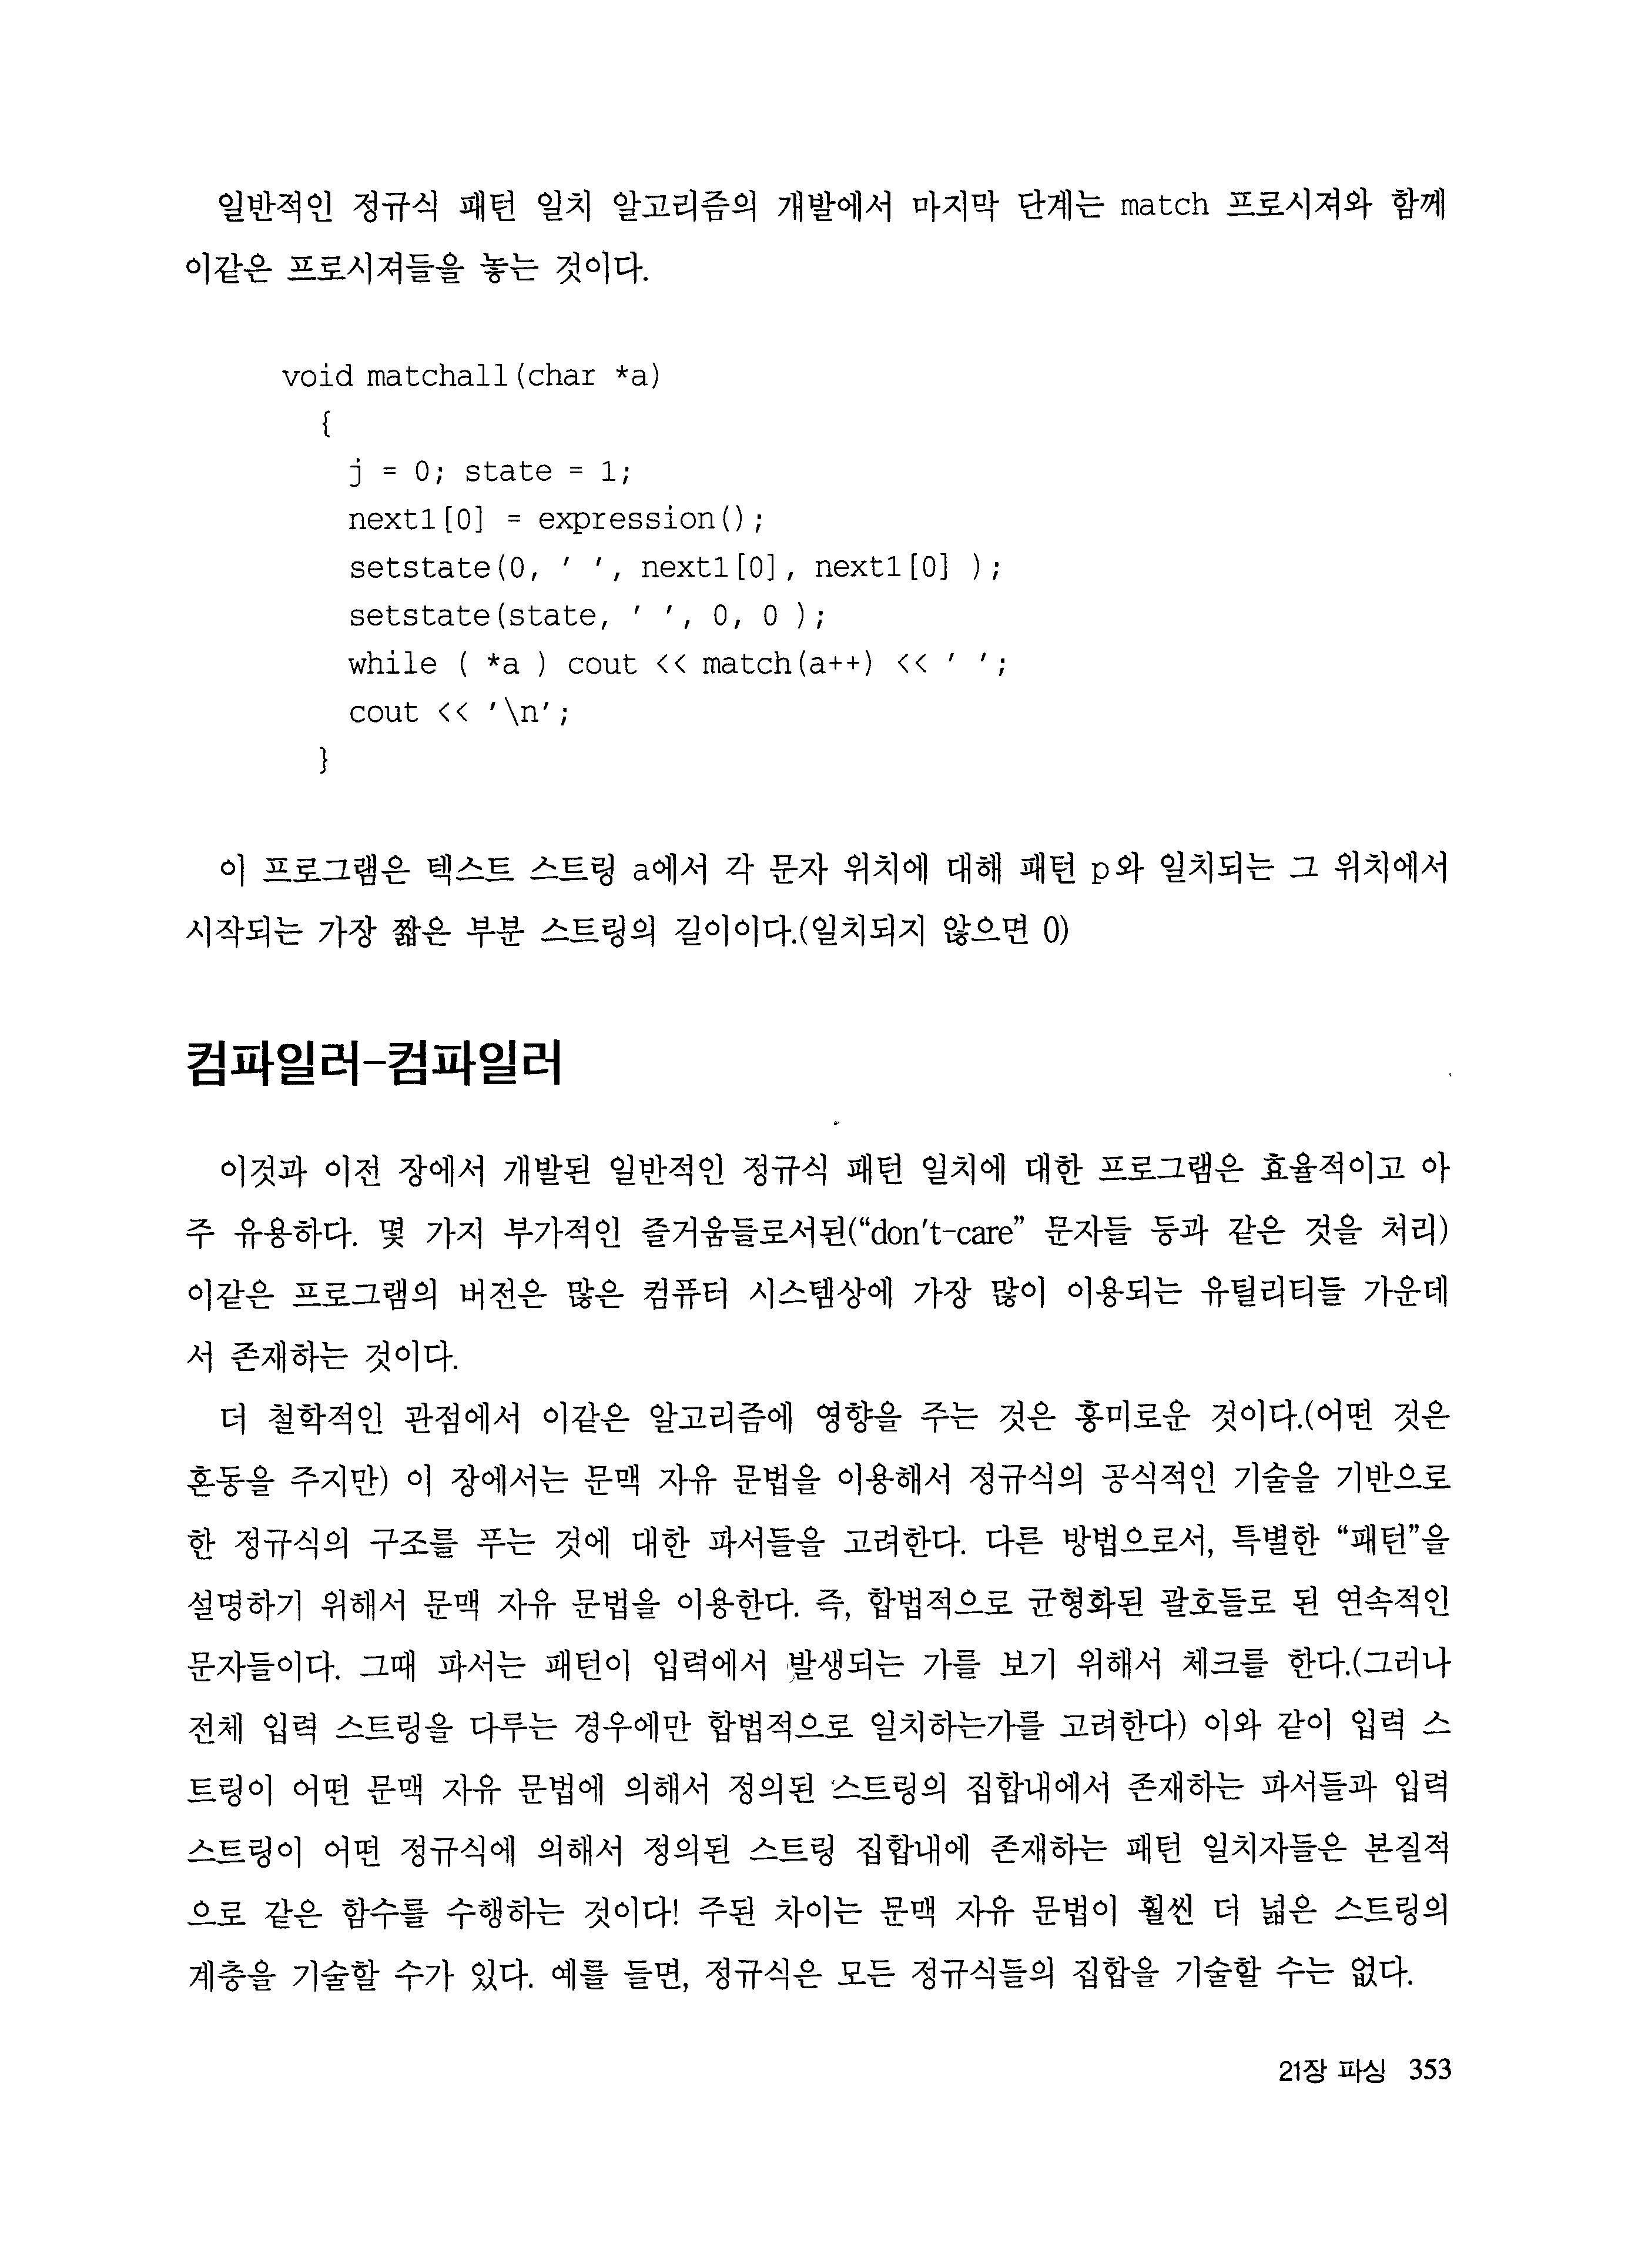 일반적인 정규식 패턴 일치 알고리즘의 개발에서 마지막 단계는 match 프로시져와 함께
이같은 프로시져들을 놓는 것이다.
void matchall(char *a)
{
j = 0; state = 1;
next1[0] = expression();
setstate(0, ' ', next1[0], next1[0] );
setstate(state, ' ', 0, 0 );
while ( *a ) cout << match(a++) << ' ';
cout << '\n';
}
이 프로그램은 텍스트 스트링 a에서 각 문자 위치에 대해 패턴 p와 일치되는 그 위치에서
시작되는 가장 짧은 부분 스트링의 길이이다.(일치되지 않으면 0)
컴파일러-컴파일러
이것과 이전 장에서 개발된 일반적인 정규식 패턴 일치에 대한 프로그램은 효율적이고 아
주 유용하다. 몇 가지 부가적인 즐거움들로서된(“don't-care” 문자들 등과 같은 것을 처리)
이같은 프로그램의 버전은 많은 컴퓨터 시스템상에 가장 많이 이용되는 유틸리티들 가운데
서 존재하는 것이다.
더 철학적인 관점에서 이같은 알고리즘에 영향을 주는 것은 흥미로운 것이다.(어떤 것은
혼동을 주지만) 이 장에서는 문맥 자유 문법을 이용해서 정규식의 공식적인 기술을 기반으로
한 정규식의 구조를 푸는 것에 대한 파서들을 고려한다. 다른 방법으로서, 특별한 “패턴”을
설명하기 위해서 문맥 자유 문법을 이용한다. 즉, 합법적으로 균형화된 괄호들로 된 연속적인
문자들이다. 그때 파서는 패턴이 입력에서 발생되는 가를 보기 위해서 체크를 한다.(그러나
전체 입력 스트링을 다루는 경우에만 합법적으로 일치하는가를 고려한다) 이와 같이 입력 스
트링이 어떤 문맥 자유 문법에 의해서 정의된 스트링의 집합내에서 존재하는 파서들과 입력
스트링이 어떤 정규식에 의해서 정의된 스트링 집합내에 존재하는 패턴 일치자들은 본질적
으로 같은 함수를 수행하는 것이다! 주된 차이는 문맥 자유 문법이 훨씬 더 넓은 스트링의
계층을 기술할 수가 있다. 예를 들면, 정규식은 모든 정규식들의 집합을 기술할 수는 없다.
21장 파싱 353